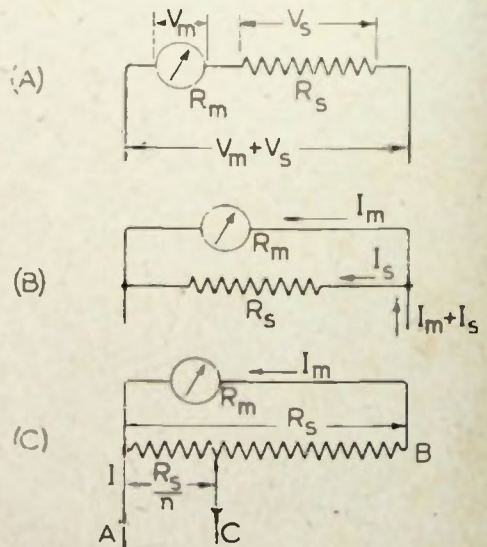 Vm Vs
(A)
Rm Rs
Vm + Vs
Im
(B)
Rm
Is
Rs
Im+Is
Im
Rm
(C)
Rs
B
I
Rs/n
A C